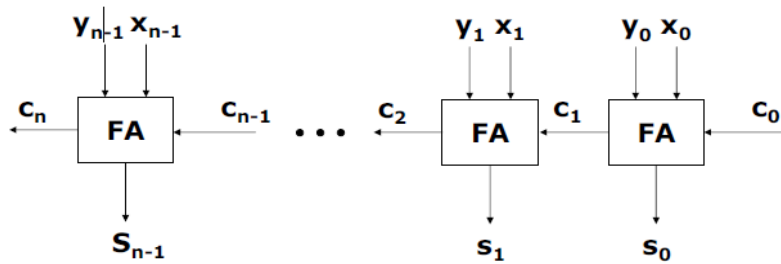 yn-1 xn-1 y1 x1 y0 x0
cn FA cn-1 ••• c2 FA c1 FA c0
Sn-1 s1 s0